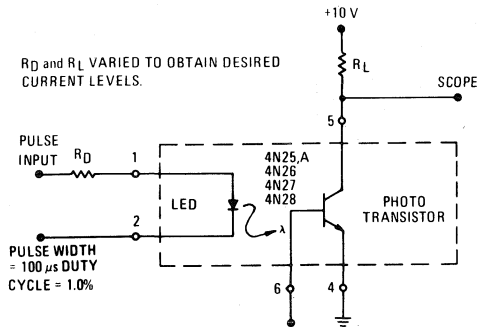 +10 V
RD and RL VARIED TO OBTAIN DESIRED
CURRENT LEVELS.
RL
SCOPE
5
PULSE
INPUT
RD
1
4N25,A
4N26
4N27
4N28
LED
PHOTO
TRANSISTOR
2
λ
PULSE WIDTH
= 100 µs DUTY
CYCLE = 1.0%
6
4